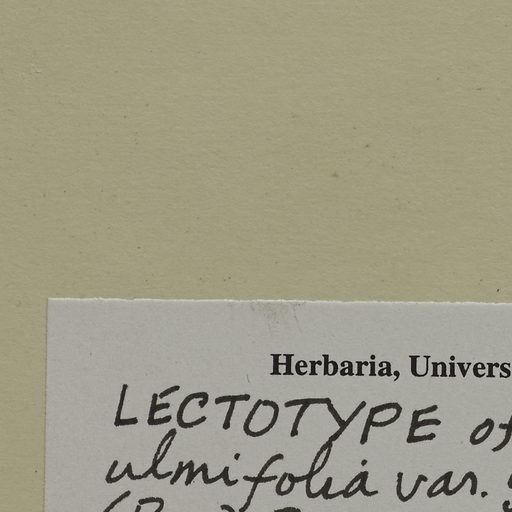 Herbaria, Univers
LECTOTYPE of
ulmifolia var.